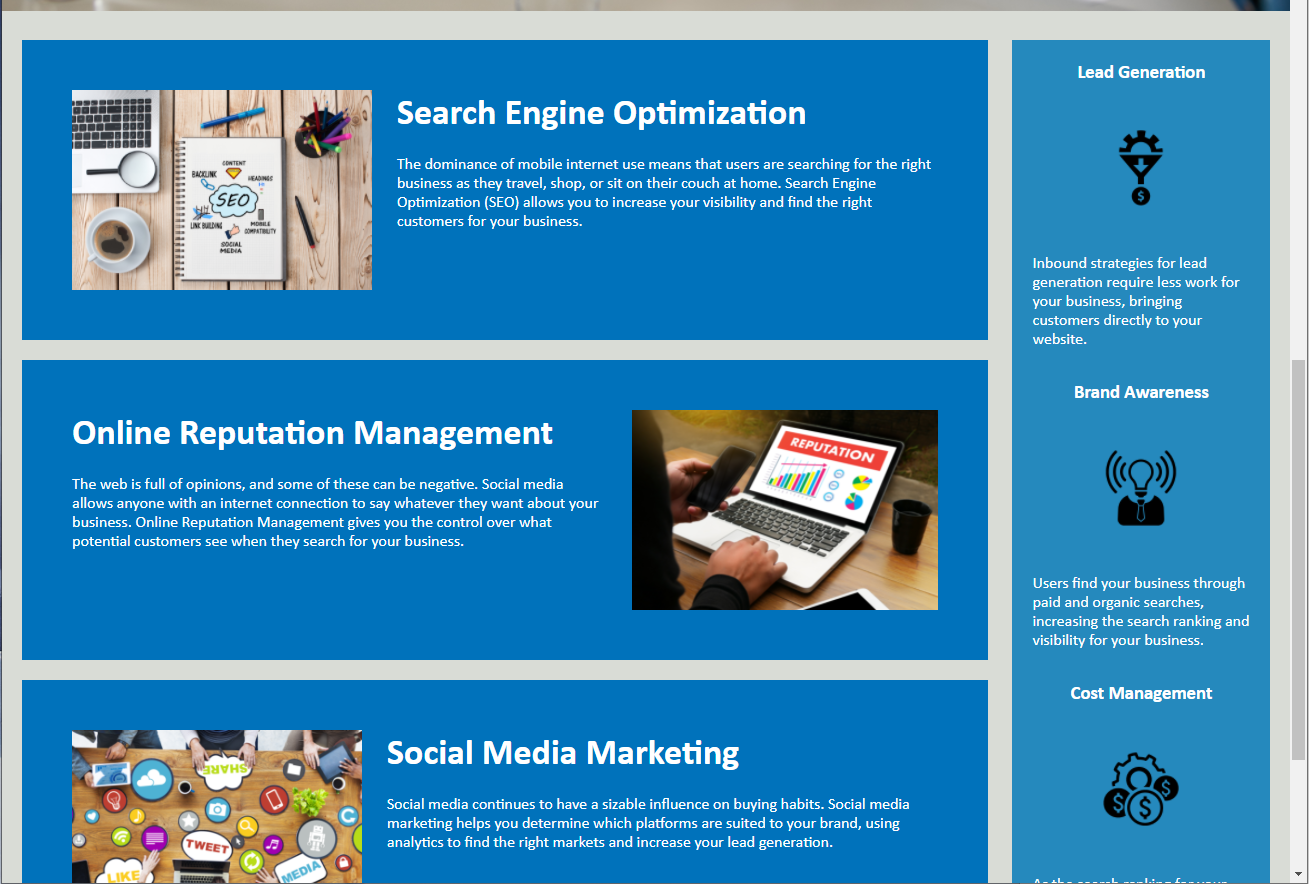 Search Engine Optimization
The dominance of mobile internet use means that users are searching for the right
business as they travel, shop, or sit on their couch at home. Search Engine
Optimization (SEO) allows you to increase your visibility and find the right
customers for your business.
CONTENT
BACKLINK
HEADINGS
SEO
LINK BUILDING
MOBILE
COMPATIBILITY
SOCIAL
MEDIA
Online Reputation Management
The web is full of opinions, and some of these can be negative. Social media
allows anyone with an internet connection to say whatever they want about your
business. Online Reputation Management gives you the control over what
potential customers see when they search for your business.
REPUTATION
Social Media Marketing
Social media continues to have a sizable influence on buying habits. Social media
marketing helps you determine which platforms are suited to your brand, using
analytics to find the right markets and increase your lead generation.
SHARE
TWEET
LIKE
MEDIA
Lead Generation
$
Inbound strategies for lead
generation require less work for
your business, bringing
customers directly to your
website.
Brand Awareness
Users find your business through
paid and organic searches,
increasing the search ranking and
visibility for your business.
Cost Management
$ $ $
As the search ranking for your